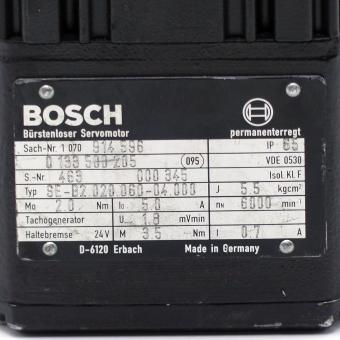 BOSCH
Bürstenloser Servomotor permanenterregt
Sach-Nr. 1 070 914 596 IP 65
0 133 500 205 (095) VDE 0530
S.-Nr. 463 000 345 Isol. KL F
Typ SE-B2.020.060-04.000 J 5.5 kgcm²
Mo 2.0 Nm Io 5.0 A nN 6000 min⁻¹
Tachogenerator U 1.8 mVmin
Haltebremse 24V M 3.5 Nm I 0.7 A
D-6120 Erbach Made in Germany